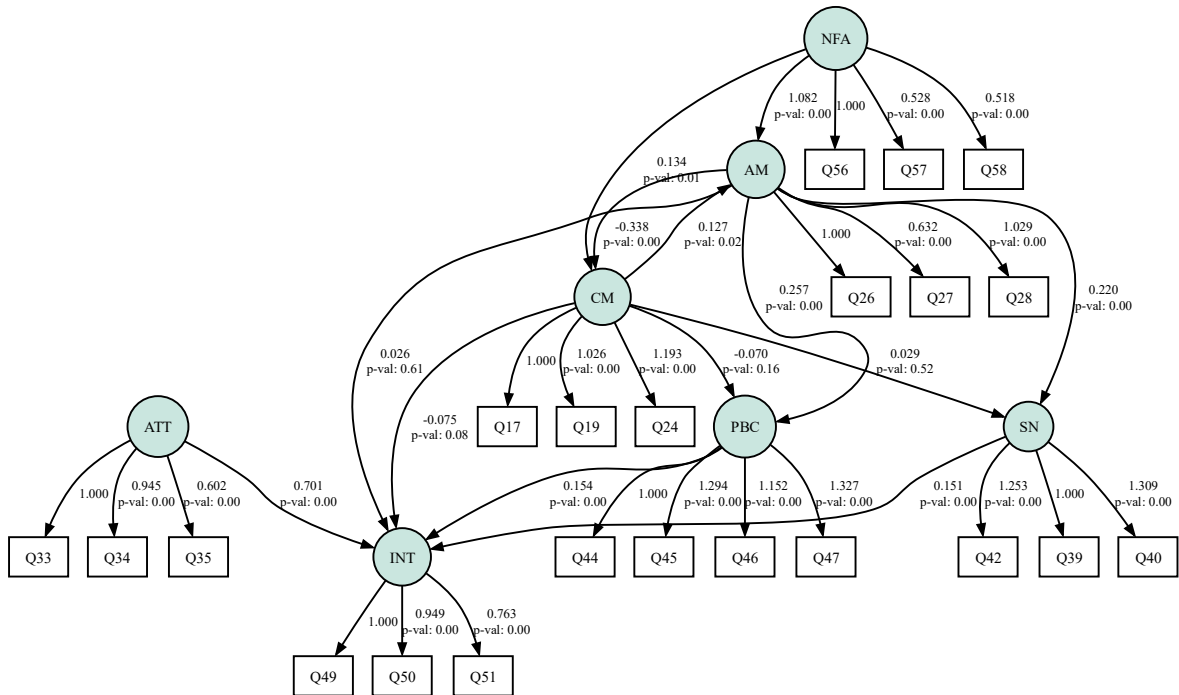 NFA
1.082
p-val: 0.00
1.000
0.528
p-val: 0.00
0.518
p-val: 0.00
0.134
p-val: 0.01
AM
Q56
Q57
Q58
-0.338
p-val: 0.00
0.127
p-val: 0.02
1.000
0.632
p-val: 0.00
1.029
p-val: 0.00
0.257
p-val: 0.00
0.220
p-val: 0.00
CM
Q26
Q27
Q28
0.026
p-val: 0.61
1.000
1.026
p-val: 0.00
1.193
p-val: 0.00
-0.070
p-val: 0.16
0.029
p-val: 0.52
-0.075
p-val: 0.08
Q17
Q19
Q24
ATT
PBC
SN
1.000
0.945
p-val: 0.00
0.602
p-val: 0.00
0.701
p-val: 0.00
0.154
p-val: 0.00
1.000
1.294
p-val: 0.00
1.152
p-val: 0.00
1.327
p-val: 0.00
0.151
p-val: 0.00
1.253
p-val: 0.00
1.000
1.309
p-val: 0.00
Q33
Q34
Q35
INT
Q44
Q45
Q46
Q47
Q42
Q39
Q40
1.000
0.949
p-val: 0.00
0.763
p-val: 0.00
Q49
Q50
Q51